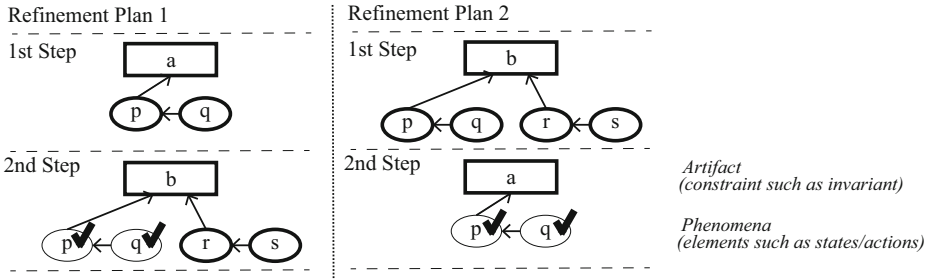 Refinement Plan 1
1st Step
a
p
q
2nd Step
b
p
q
r
s
Refinement Plan 2
1st Step
b
p
q
r
s
2nd Step
a
p
q
Artifact
(constraint such as invariant)
Phenomena
(elements such as states/actions)